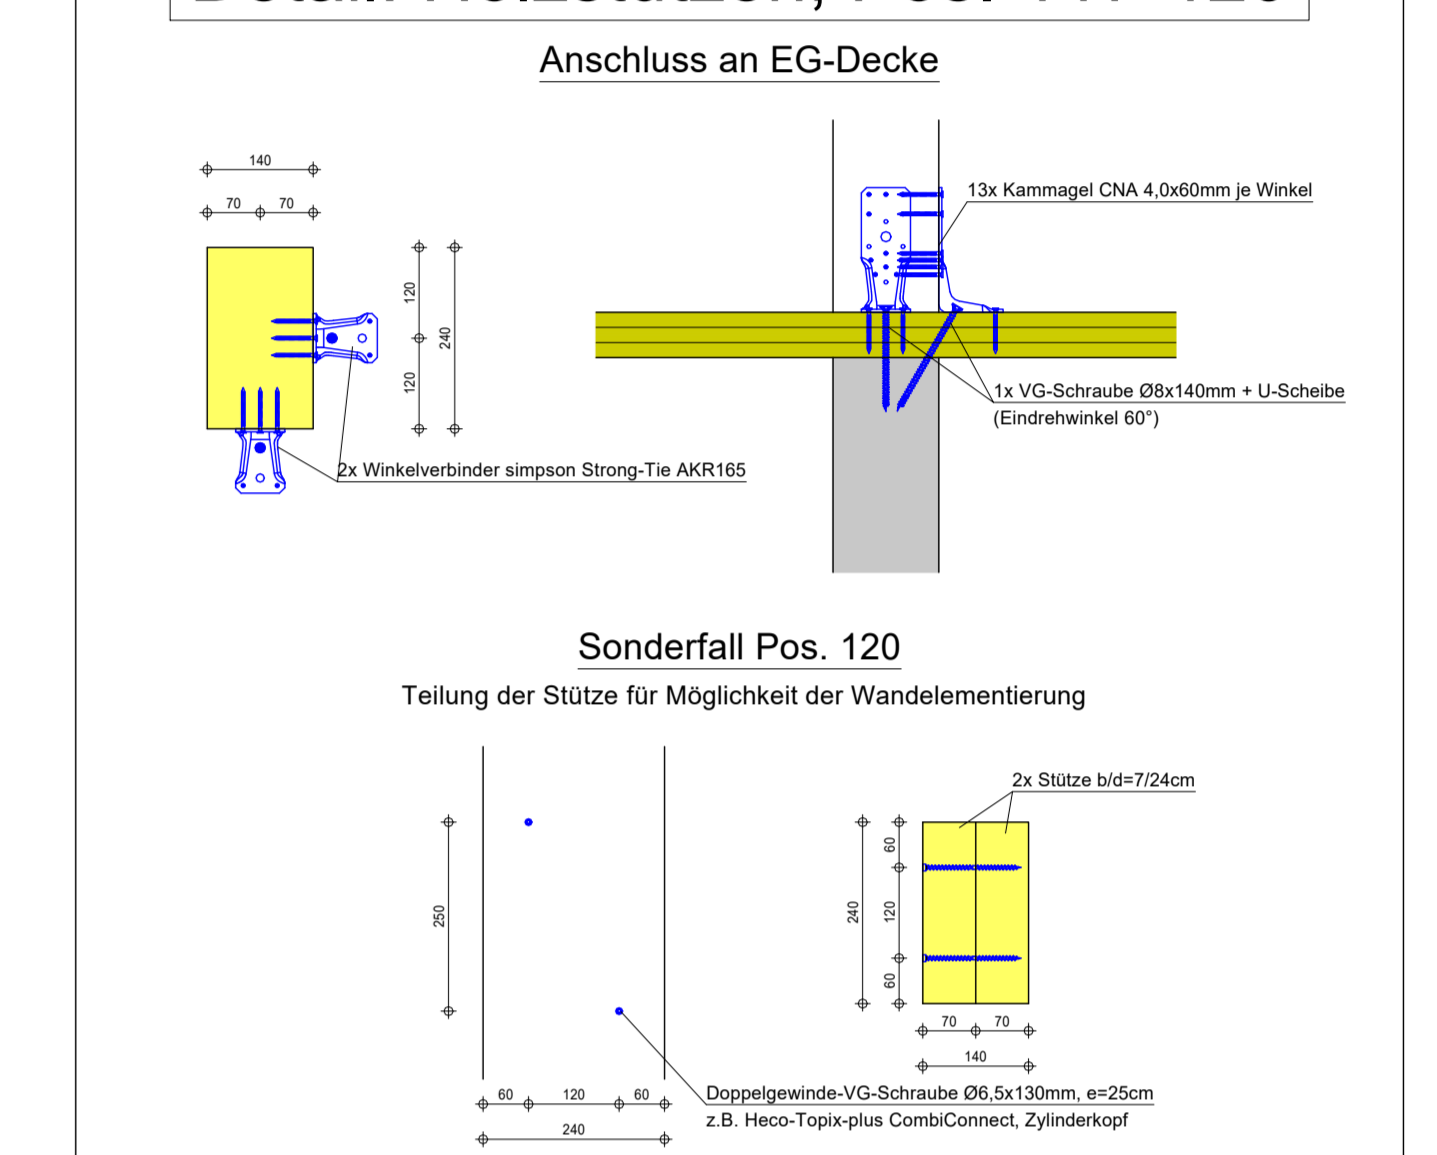 Anschluss an EG-Decke
140
70 70
120
240
120
13x Kammagel CNA 4,0x60mm je Winkel
1x VG-Schraube Ø8x140mm + U-Scheibe
(Eindrehwinkel 60°)
2x Winkelverbinder simpson Strong-Tie AKR165
Sonderfall Pos. 120
Teilung der Stütze für Möglichkeit der Wandelementierung
250
60 120 60
240
2x Stütze b/d=7/24cm
60
240
120
60
70 70
140
Doppelgewinde-VG-Schraube Ø6,5x130mm, e=25cm
z.B. Heco-Topix-plus CombiConnect, Zylinderkopf